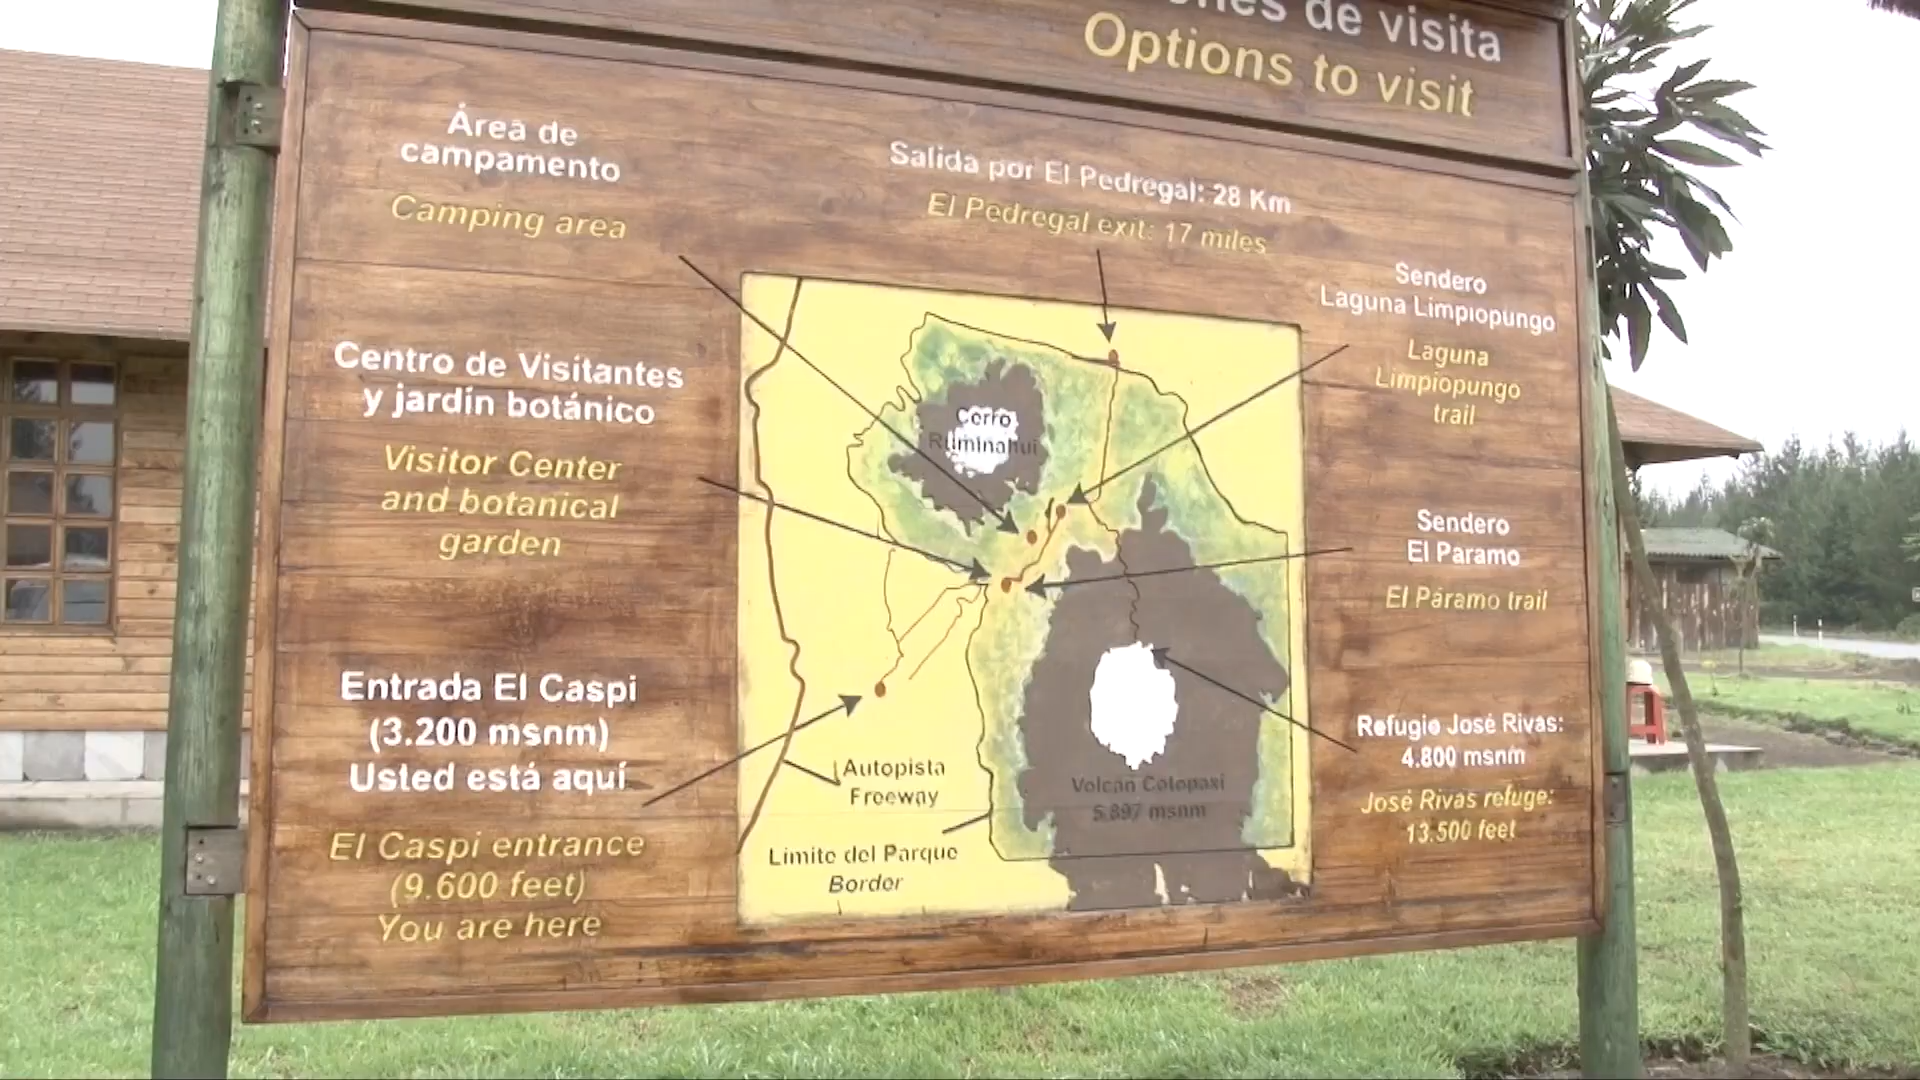 de visita
Options to visit
Área de
campamento
Camping area
Salida por El Pedregal: 28 Km
El Pedregal exit: 17 miles
Sendero
Laguna Limpiopungo
Laguna
Limpiopungo
trail
Centro de Visitantes
y jardín botánico
Visitor Center
and botanical
garden
Cerro
Rumiñahui
Sendero
El Paramo
El Páramo trail
Entrada El Caspi
(3.200 msnm)
Usted está aquí
El Caspi entrance
(9.600 feet)
You are here
Autopista
Freeway
Limite del Parque
Border
Volcán Cotopaxi
5.897 msnm
Refugio José Rivas:
4.800 msnm
José Rivas refuge:
13.500 feet